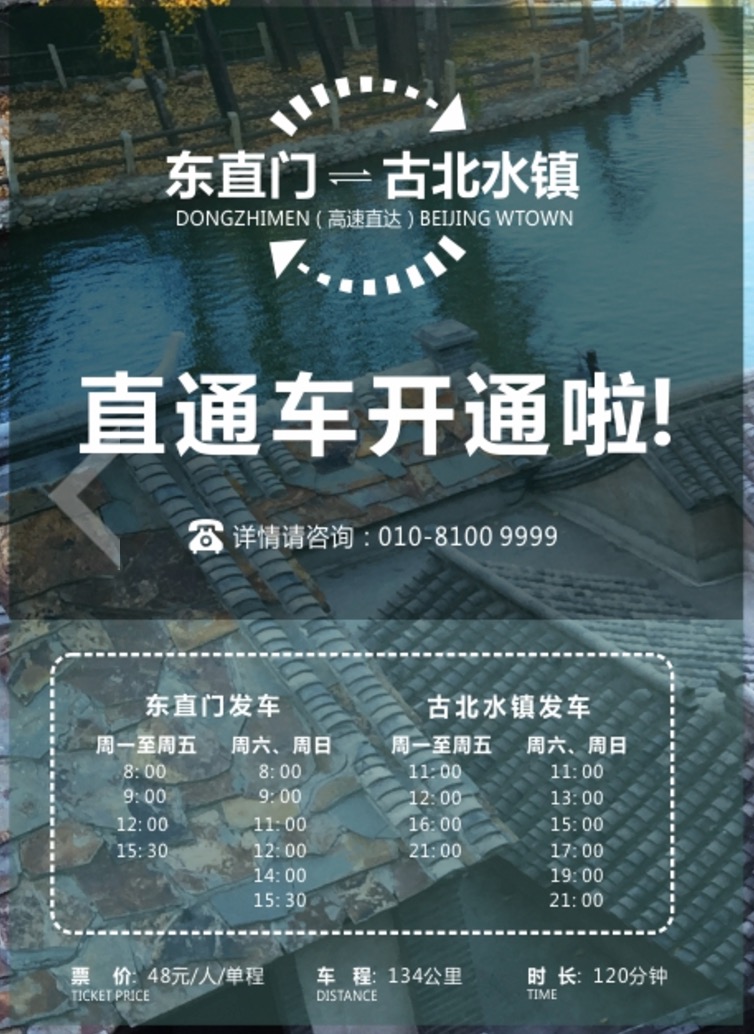 东直门 ⇌ 古北水镇
DONGZHIMEN ( 高速直达 ) BEIJING WTOWN
直通车开通啦!
详情请咨询：010-8100 9999
东直门发车 古北水镇发车
周一至周五 周六、周日 周一至周五 周六、周日
8:00 8:00 11:00 11:00
9:00 9:00 12:00 13:00
12:00 11:00 16:00 15:00
15:30 12:00 21:00 17:00
14:00 19:00
15:30 21:00
票 价: 48元/人/单程 车 程: 134公里 时 长: 120分钟
TICKET PRICE DISTANCE TIME